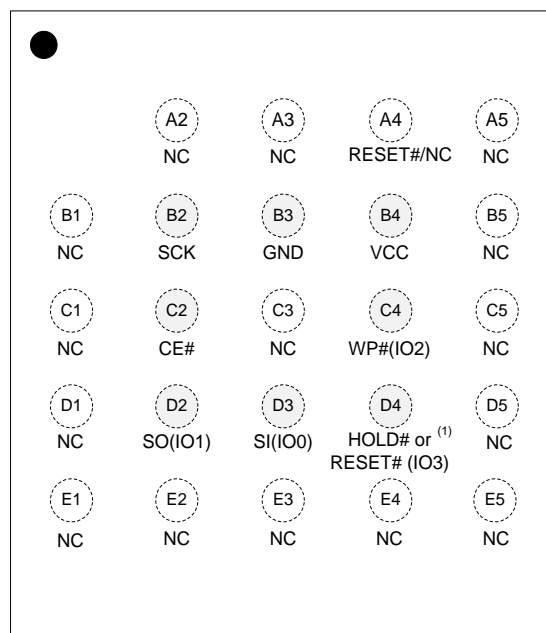 A2 A3 A4 A5
NC NC RESET#/NC NC
B1 B2 B3 B4 B5
NC SCK GND VCC NC
C1 C2 C3 C4 C5
NC CE# NC WP#(IO2) NC
D1 D2 D3 D4 D5
NC SO(IO1) SI(IO0) HOLD# or (1) NC
RESET# (IO3)
E1 E2 E3 E4 E5
NC NC NC NC NC